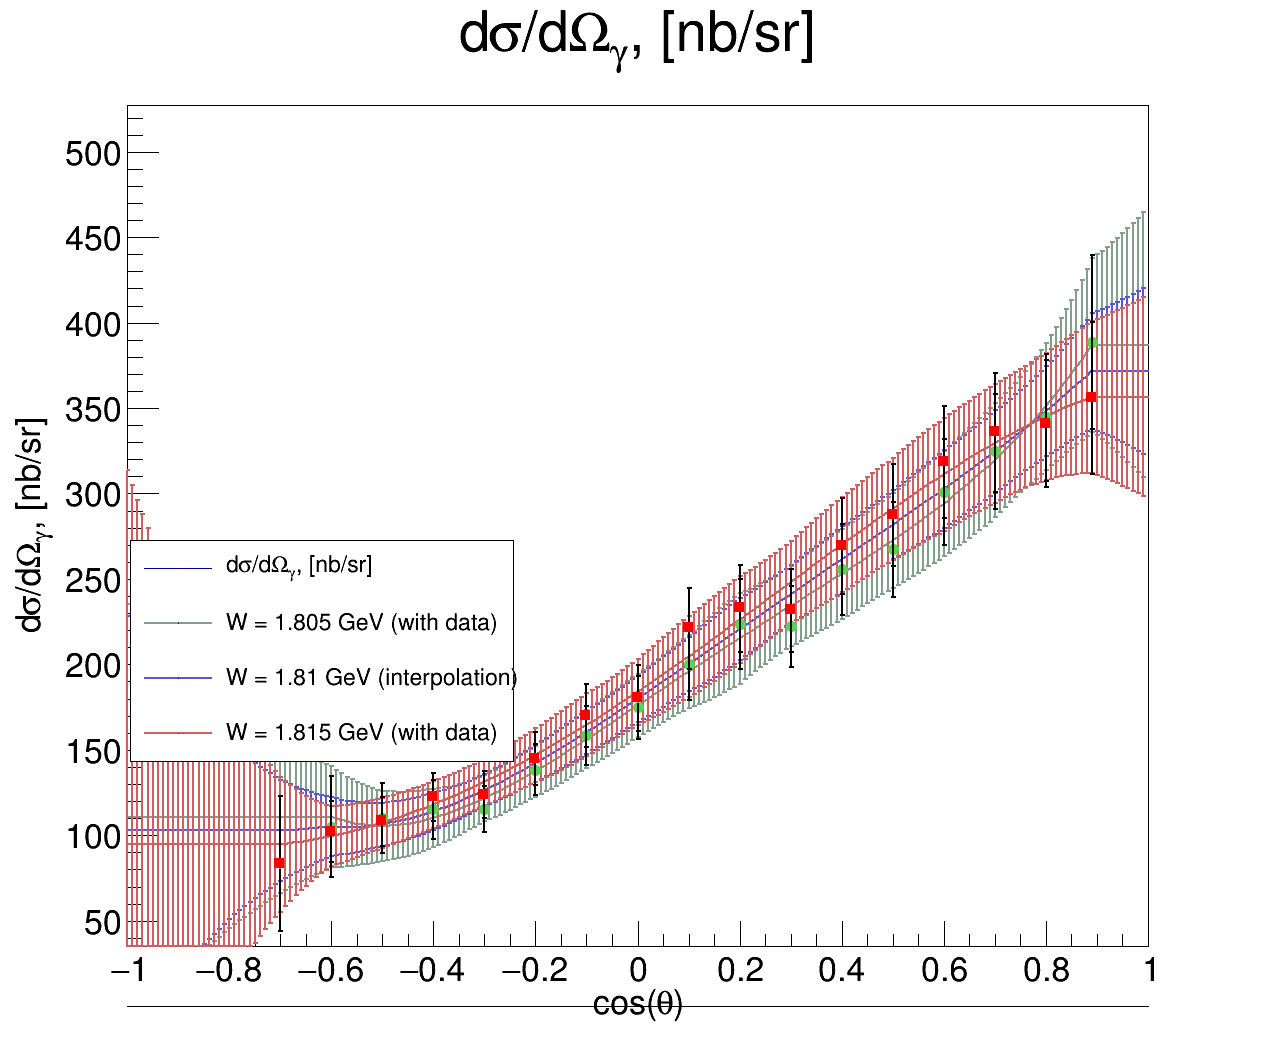 dσ/dΩγ, [nb/sr]
dσ/dΩγ, [nb/sr]
500
450
400
350
300
250
200
150
100
50
dσ/dΩγ, [nb/sr]
W = 1.805 GeV (with data)
W = 1.81 GeV (interpolation)
W = 1.815 GeV (with data)
−1 −0.8 −0.6 −0.4 −0.2 0 0.2 0.4 0.6 0.8 1
cos(θ)